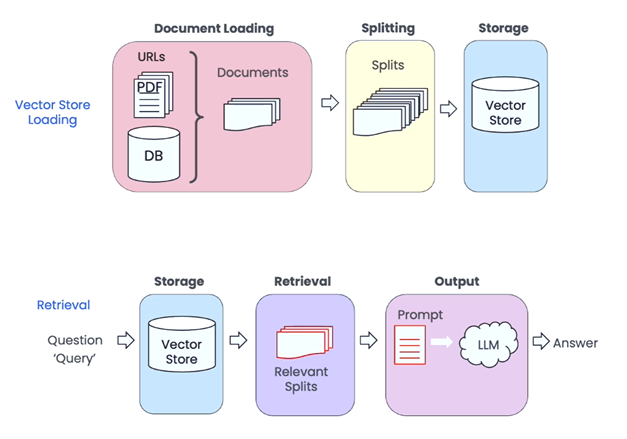 Document Loading
Splitting
Storage
URLs
PDF
Documents
DB
Splits
Vector
Store
Vector Store
Loading
Storage
Retrieval
Output
Retrieval
Question
‘Query’
Vector
Store
Relevant
Splits
Prompt
LLM
Answer